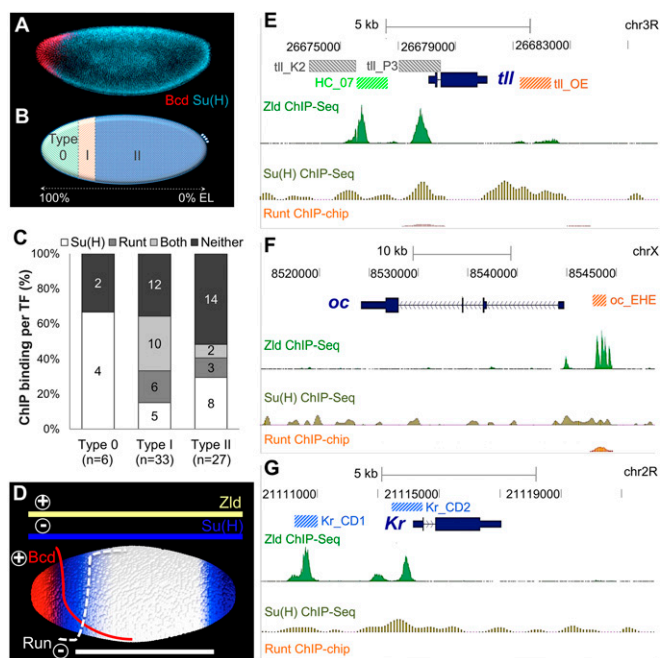 A
Bcd Su(H)
B
Type
0
I
II
100%
0% EL
C
Su(H) Runt Both Neither
ChIP binding per TF (%)
100%
80%
60%
40%
20%
0%
2
4
12
10
6
5
14
2
3
8
Type 0
(n=6)
Type I
(n=33)
Type II
(n=27)
D
+
Zld
-
Su(H)
+ Bcd
Run
-
E
5 kb
chr3R
26675000
26679000
26683000
tll_K2
tll_P3
HC_07
tll
tll_OE
Zld ChIP-Seq
Su(H) ChIP-Seq
Runt ChIP-chip
F
10 kb
chrX
8520000
8530000
8540000
8545000
oc
oc_EHE
Zld ChIP-Seq
Su(H) ChIP-Seq
Runt ChIP-chip
G
5 kb
chr2R
21111000
21115000
21119000
Kr_CD1
Kr_CD2
Kr
Zld ChIP-Seq
Su(H) ChIP-Seq
Runt ChIP-chip